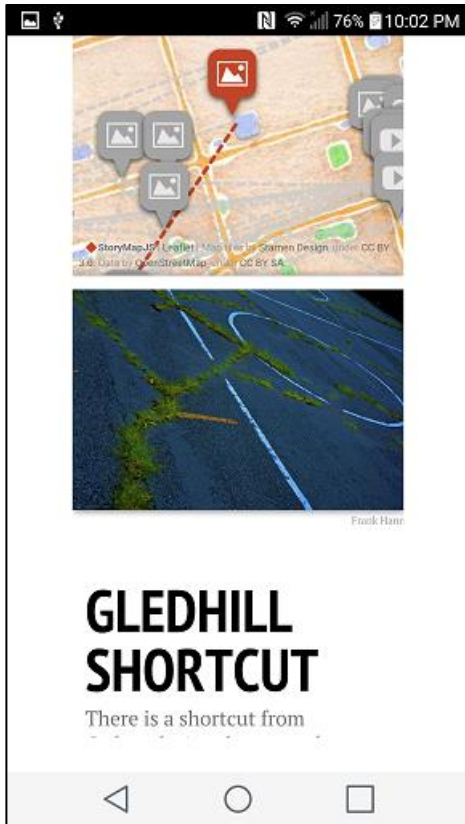 76% 10:02 PM
StoryMapJS | Leaflet | Map tiles by Stamen Design, under CC BY
3.0. Data by OpenStreetMap, under CC BY SA.
Frank Hann
GLEDHILL
SHORTCUT
There is a shortcut from